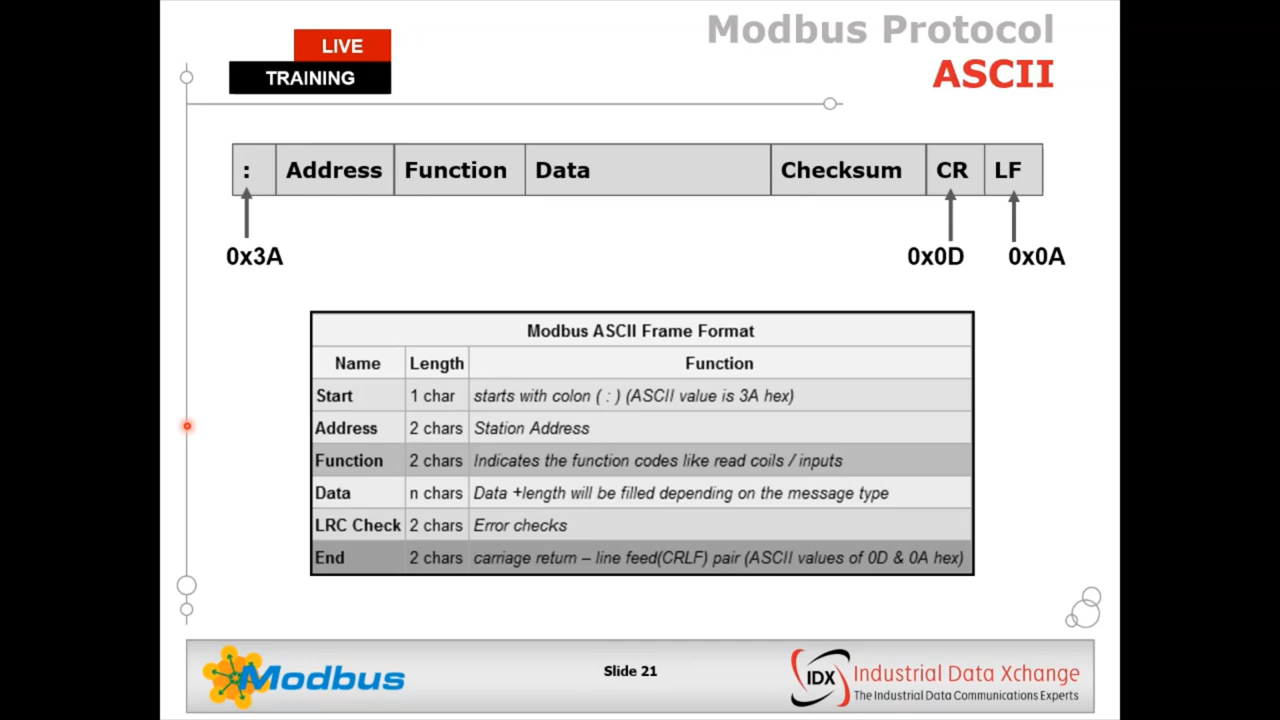 Modbus Protocol
LIVE
TRAINING
ASCII
: Address Function Data Checksum CR LF
0x3A 0x0D 0x0A
Modbus ASCII Frame Format
Name Length Function
Start 1 char starts with colon ( : ) (ASCII value is 3A hex)
Address 2 chars Station Address
Function 2 chars Indicates the function codes like read coils / inputs
Data n chars Data +length will be filled depending on the message type
LRC Check 2 chars Error checks
End 2 chars carriage return – line feed(CRLF) pair (ASCII values of 0D & 0A hex)
Modbus
Slide 21
IDX Industrial Data Xchange
The Industrial Data Communications Experts